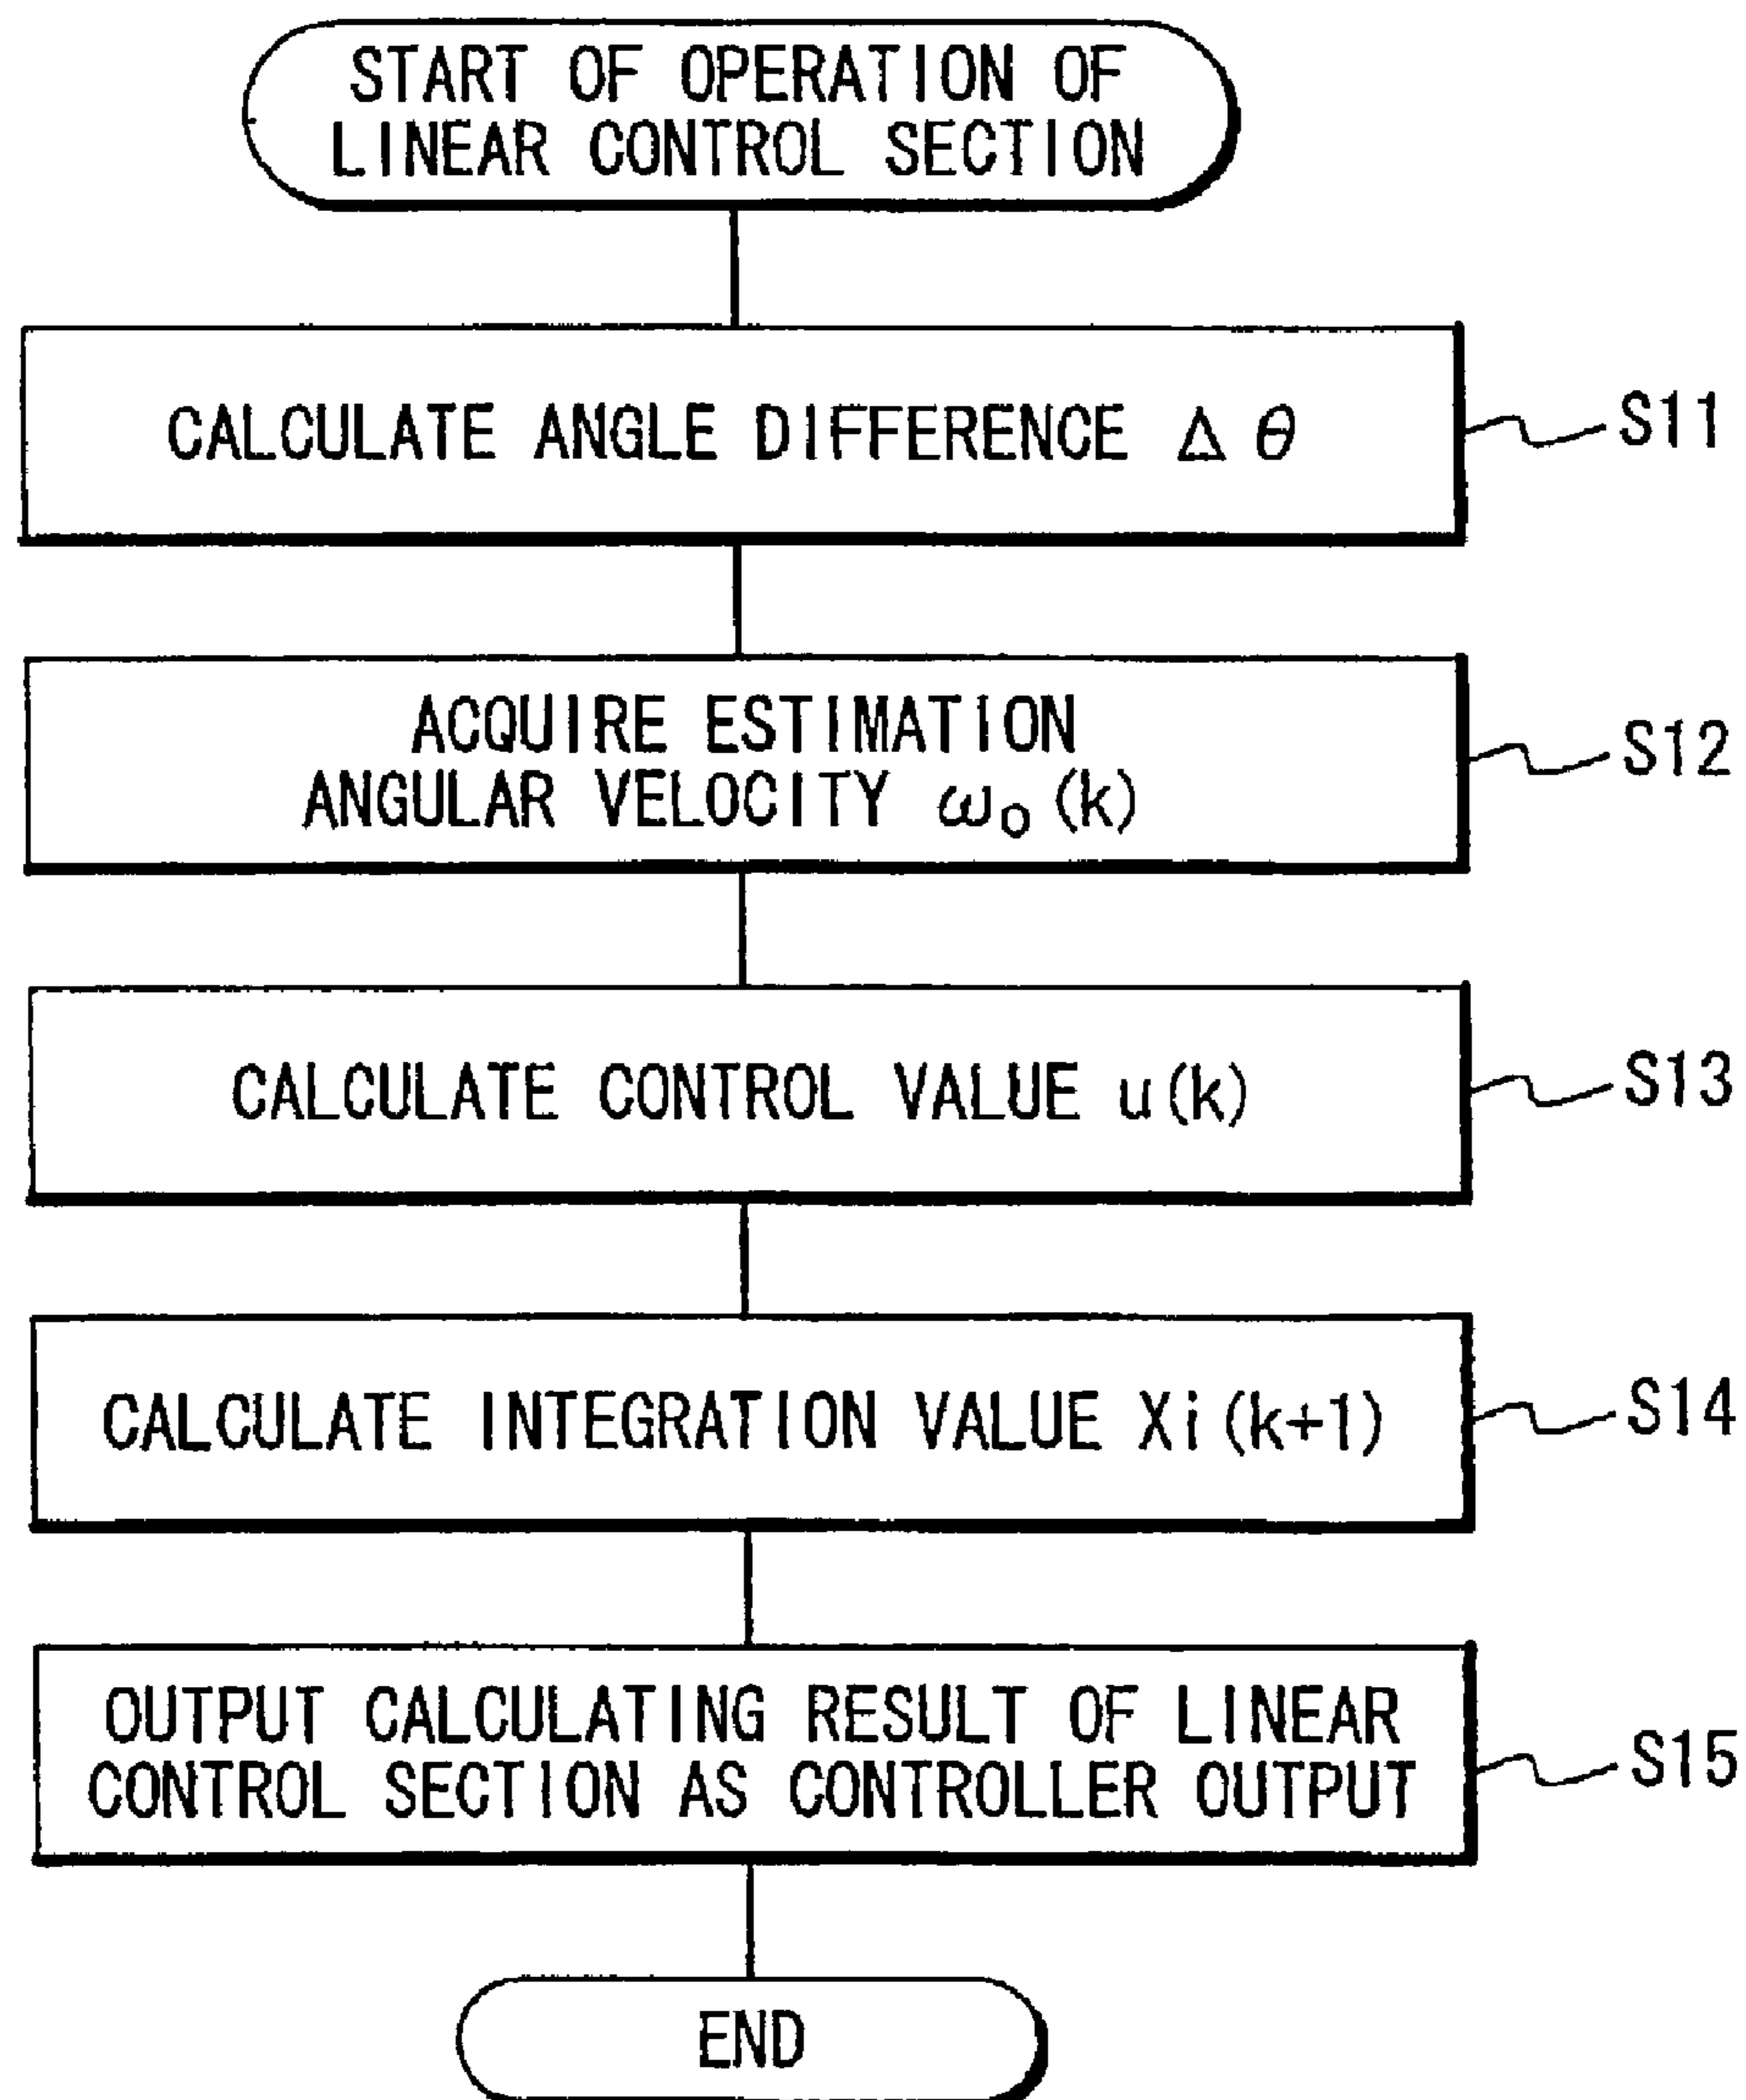 START OF OPERATION OF
LINEAR CONTROL SECTION
CALCULATE ANGLE DIFFERENCE Δθ
S11
ACQUIRE ESTIMATION
ANGULAR VELOCITY ω₀(k)
S12
CALCULATE CONTROL VALUE u(k)
S13
CALCULATE INTEGRATION VALUE Xi(k+1)
S14
OUTPUT CALCULATING RESULT OF LINEAR
CONTROL SECTION AS CONTROLLER OUTPUT
S15
END